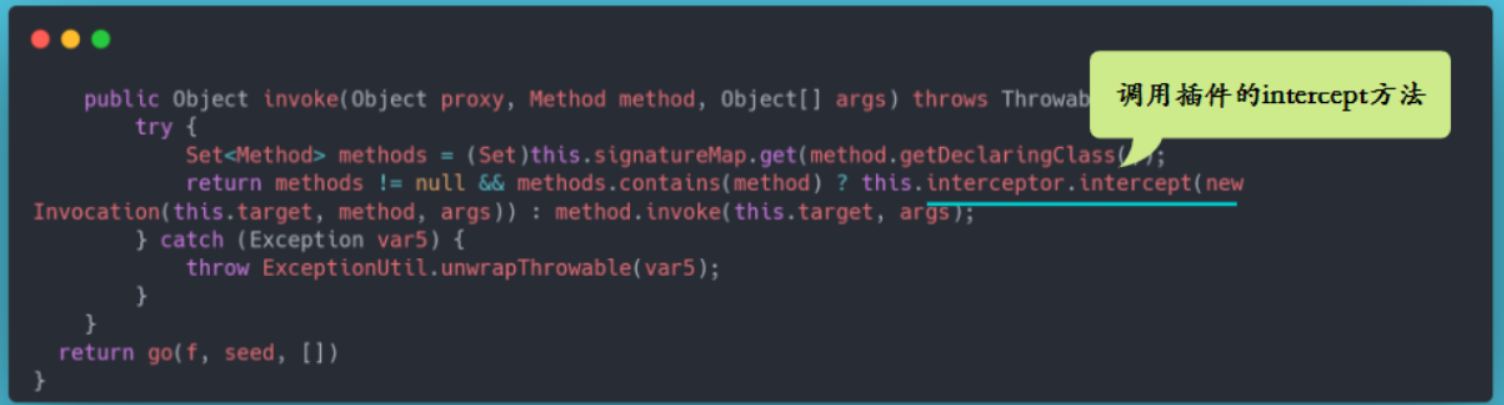 public Object invoke(Object proxy, Method method, Object[] args) throws Throwab
调用插件的intercept方法
try {
Set<Method> methods = (Set)this.signatureMap.get(method.getDeclaringClass());
return methods != null && methods.contains(method) ? this.interceptor.intercept(new
Invocation(this.target, method, args)) : method.invoke(this.target, args);
} catch (Exception var5) {
throw ExceptionUtil.unwrapThrowable(var5);
}
}
return go(f, seed, [])
}